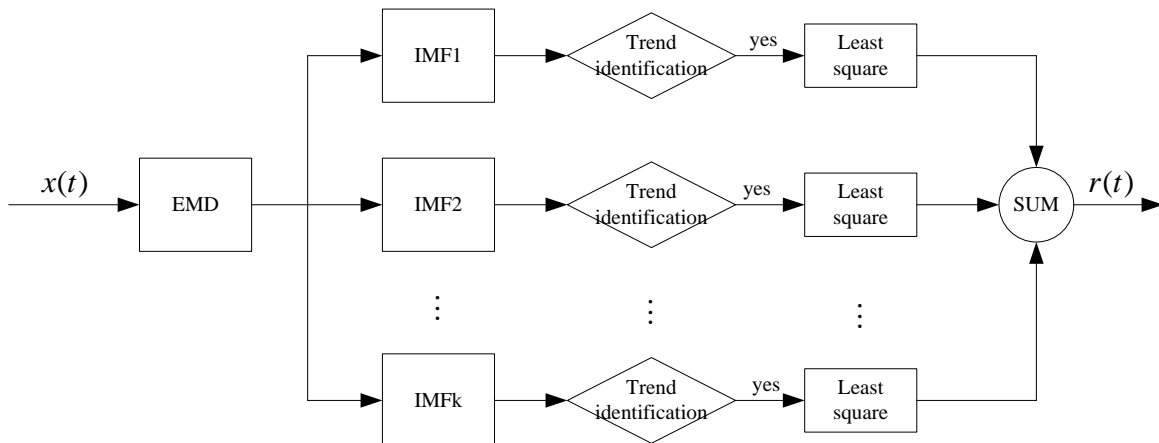 x(t)
EMD
IMF1
Trend
identification
yes
Least
square
IMF2
Trend
identification
yes
Least
square
SUM
r(t)
⋮
⋮
⋮
IMFk
Trend
identification
yes
Least
square